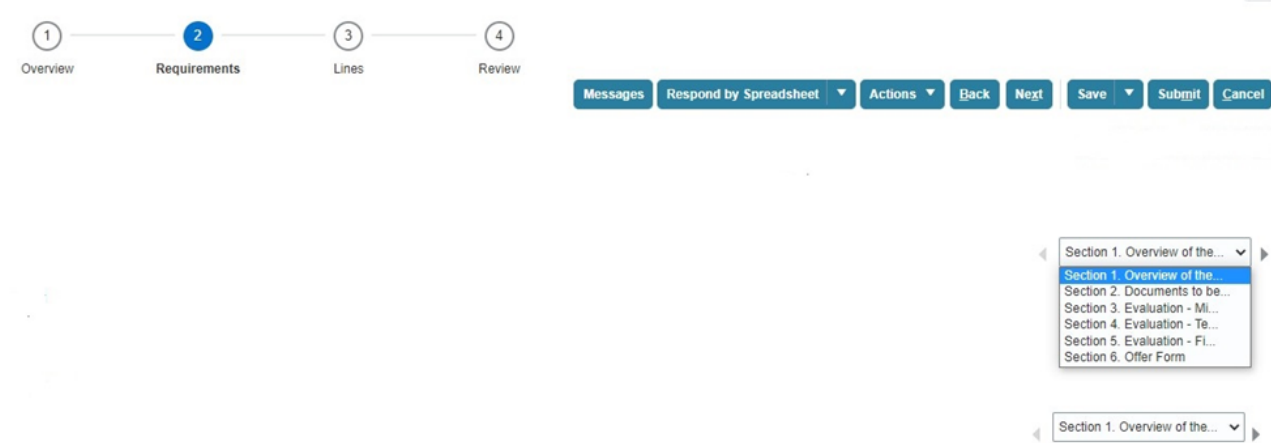 1 2 3 4
Overview Requirements Lines Review
Messages Respond by Spreadsheet Actions Back Next Save Submit Cancel
Section 1. Overview of the...
Section 1. Overview of the...
Section 2. Documents to be...
Section 3. Evaluation - Mi...
Section 4. Evaluation - Te...
Section 5. Evaluation - Fi...
Section 6. Offer Form
Section 1. Overview of the...